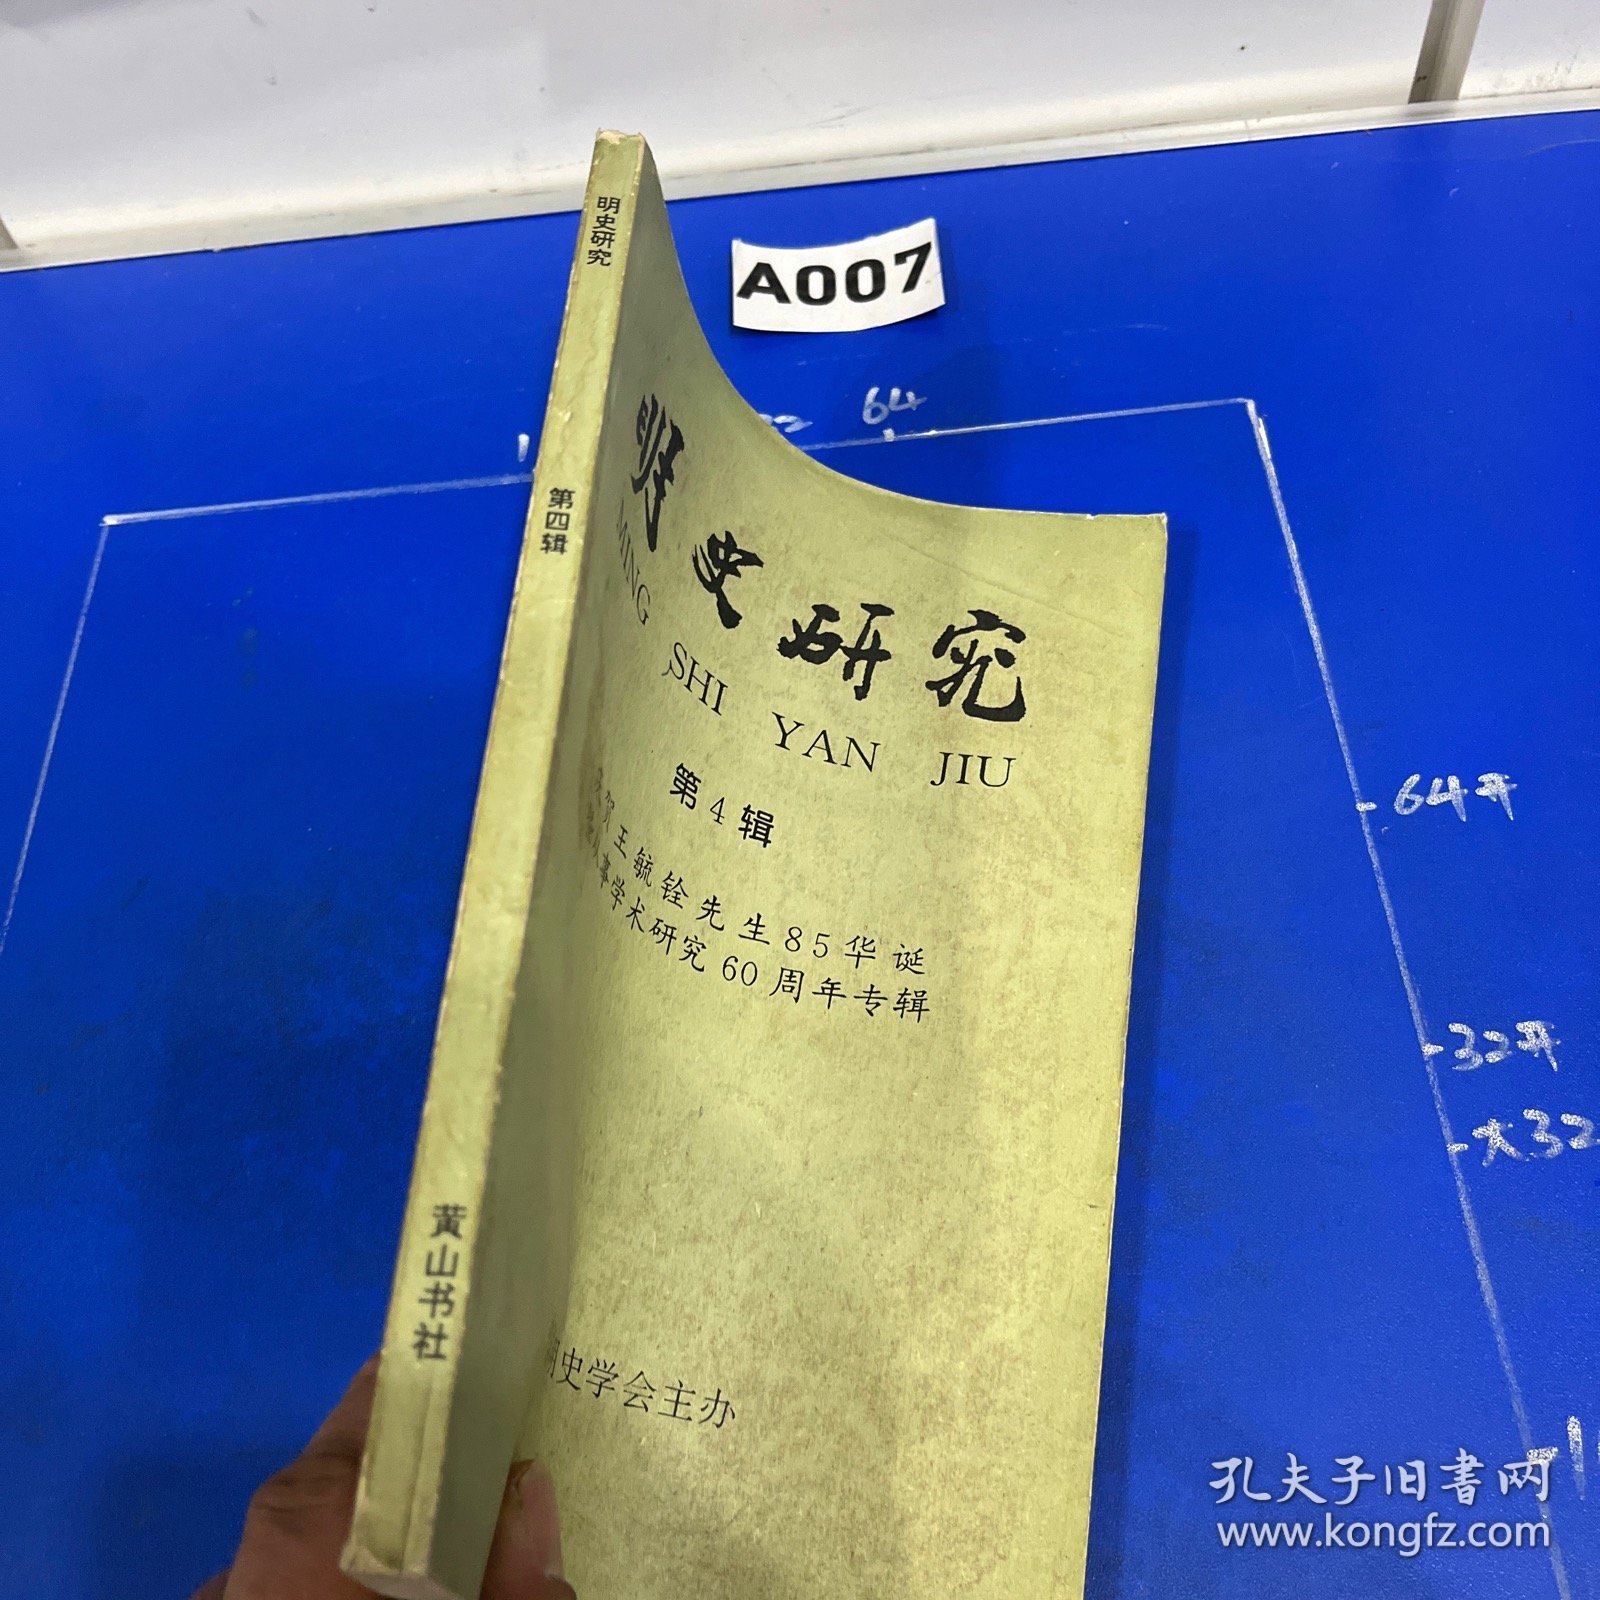 明史研究
第四辑
黄山书社
A007
64
明史研究
MING SHI YAN JIU
第4辑
贺王毓铨先生85华诞
事学术研究60周年专辑
明史学会主办
64开
32开
大32
孔夫子旧书网
www.kongfz.com